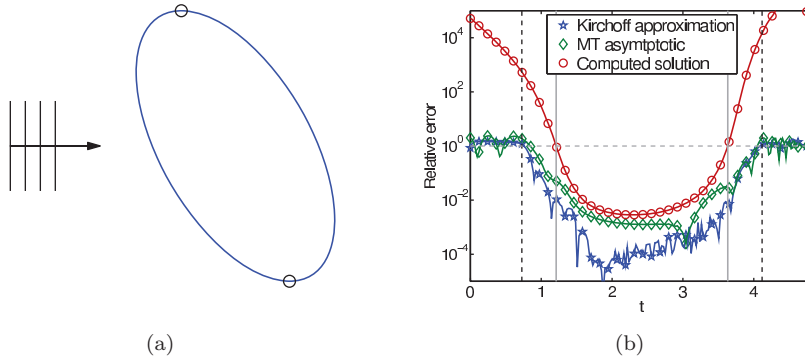 Kirchoff approximation
MT asymtptotic
Computed solution
Relative error
10^4
10^2
10^0
10^-2
10^-4
0 1 2 3 4
t
(a) (b)